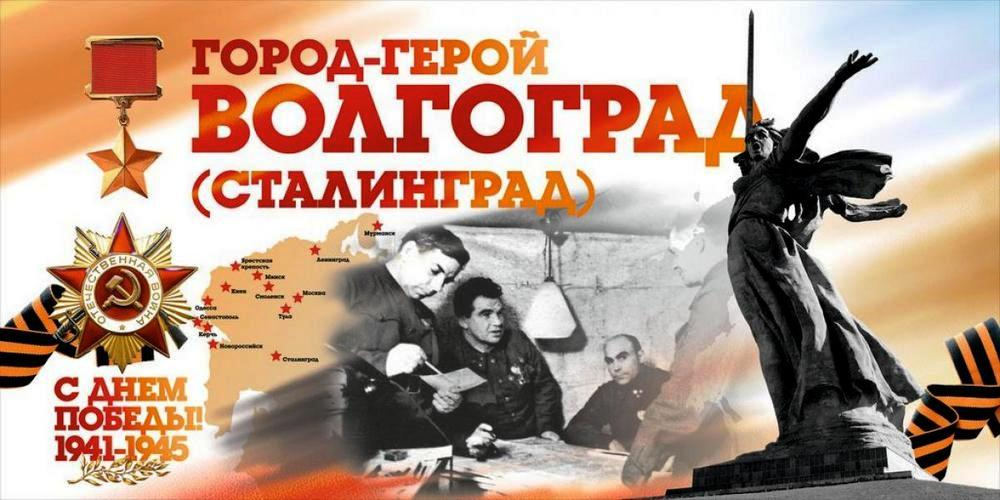 ГОРОД-ГЕРОЙ
ВОЛГОГРАД
(СТАЛИНГРАД)
Мурманск
Ленинград
Брестская
крепость
Минск
Киев
Смоленск
Москва
Одесса
Тула
Севастополь
Керчь
Новороссийск
Сталинград
ОТЕЧЕСТВЕННАЯ ВОЙНА
С ДНЕМ
ПОБЕДЫ!
1941-1945